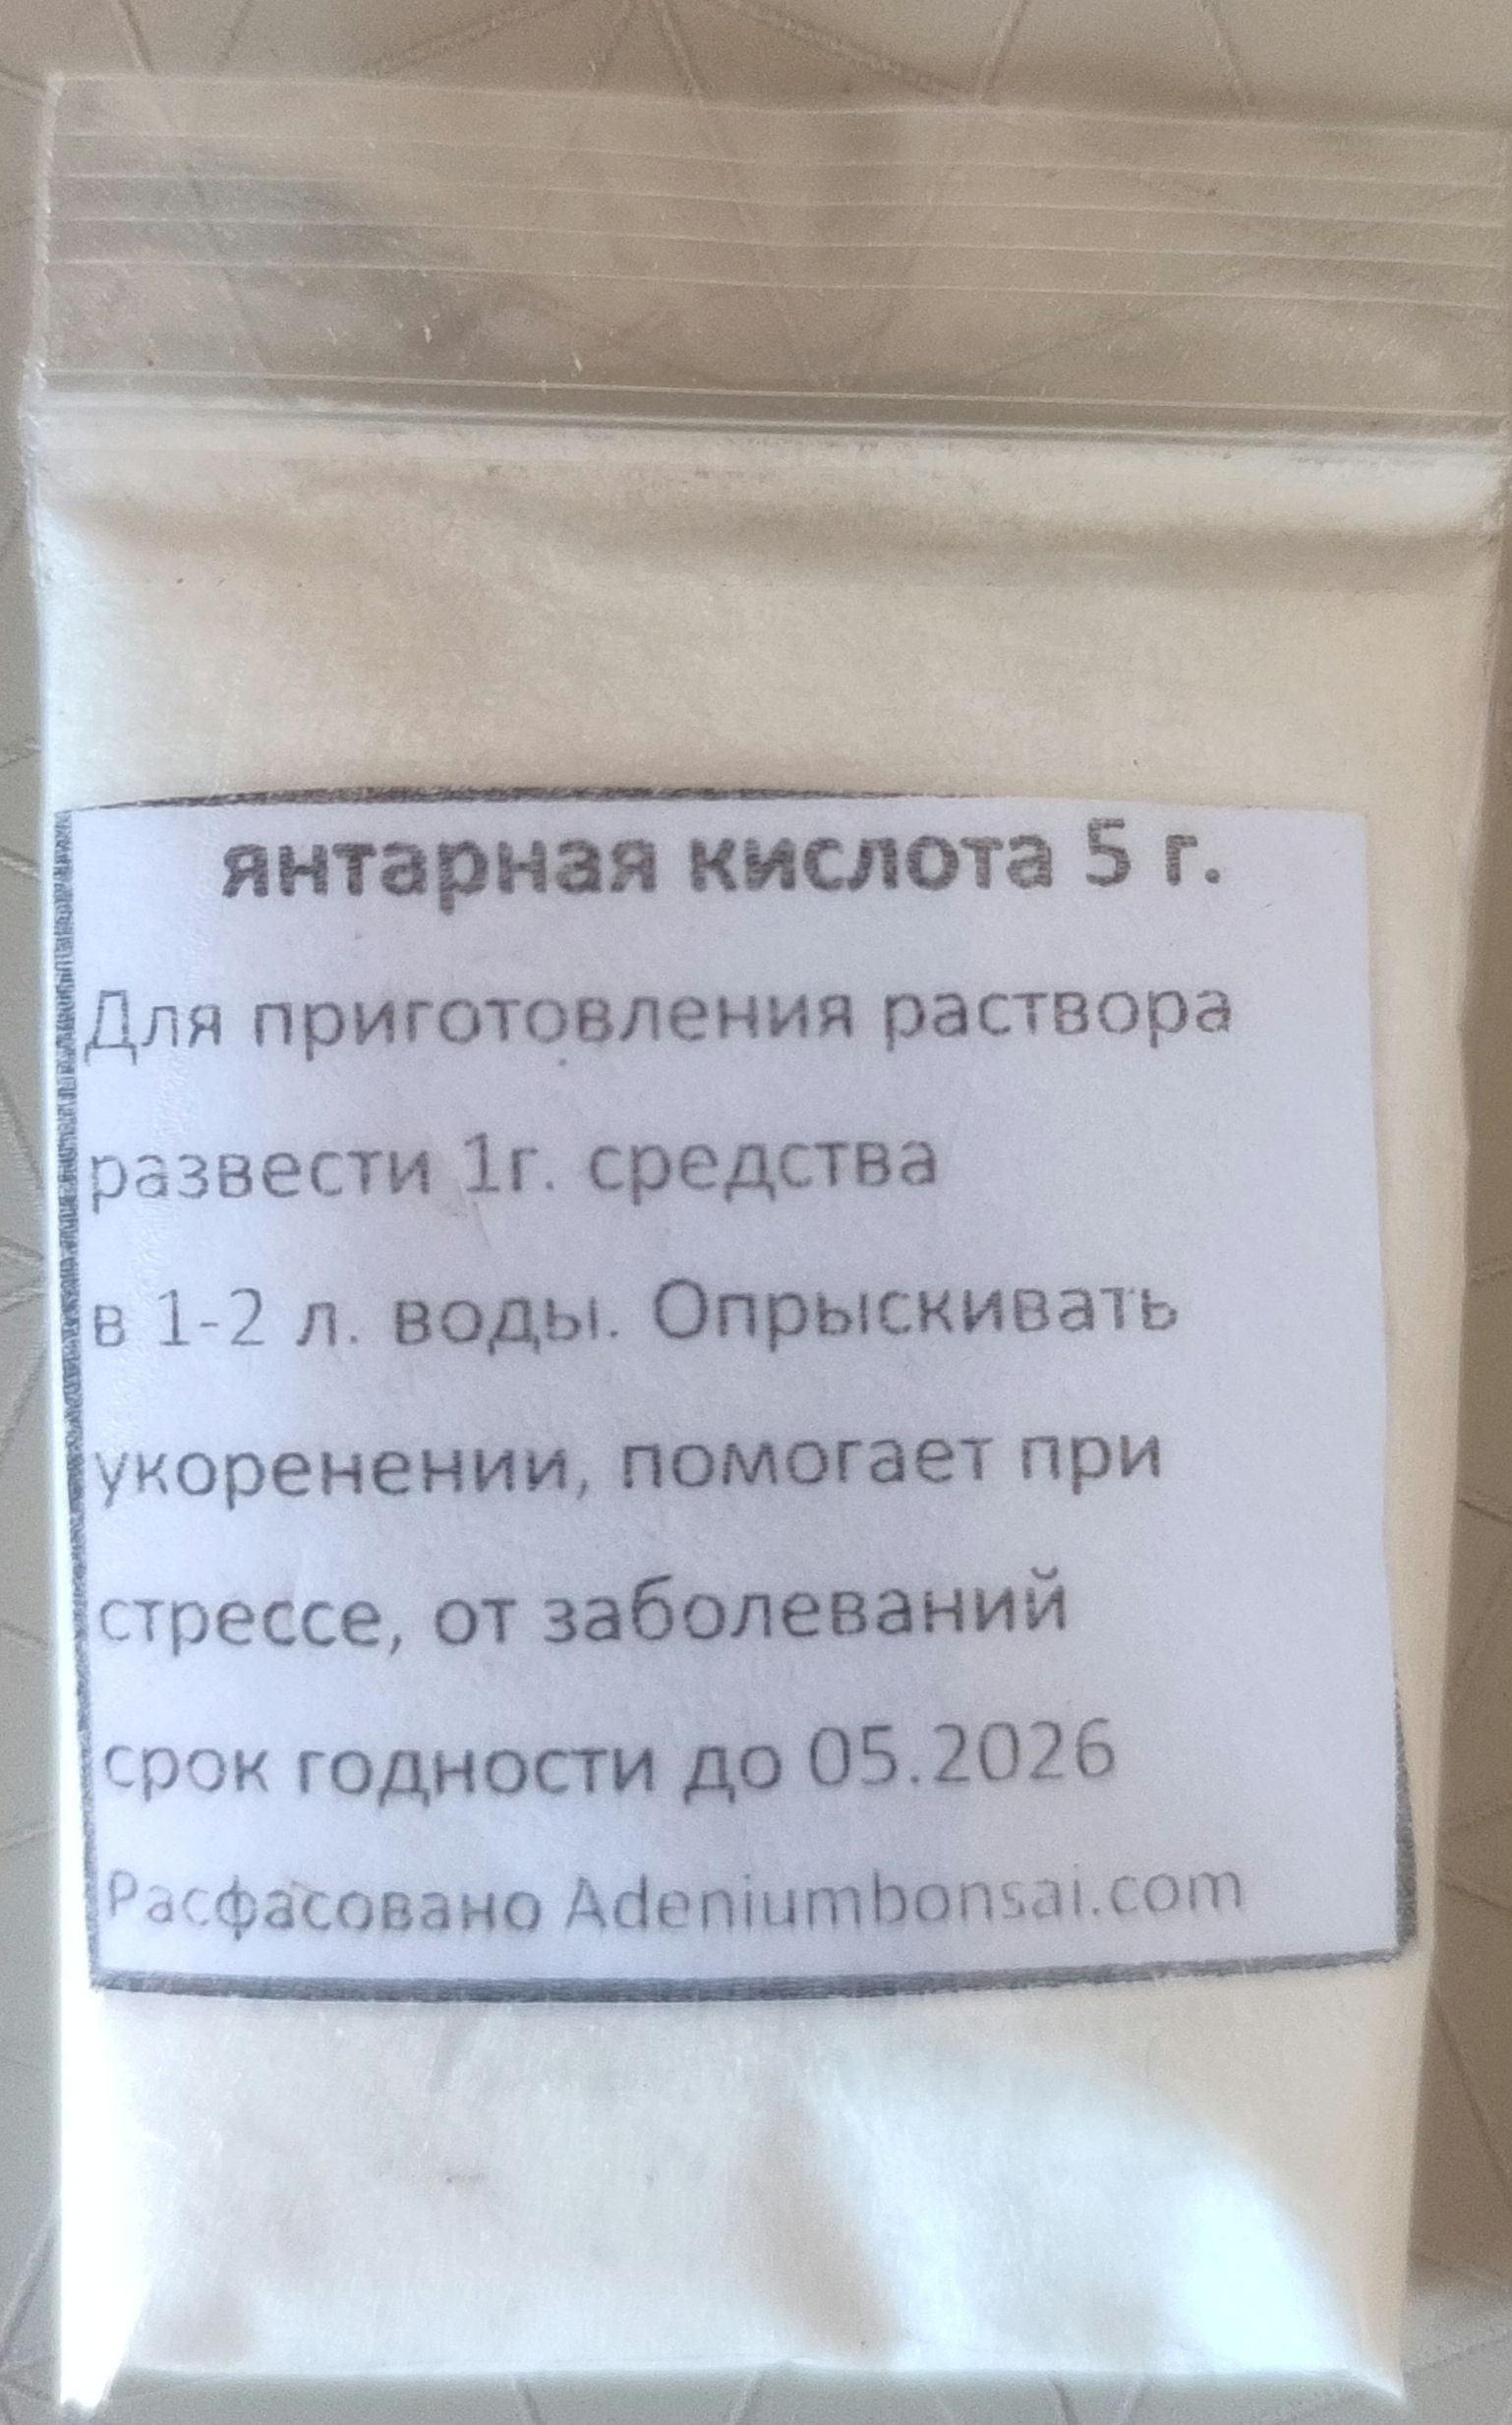 янтарная кислота 5 г.
Для приготовления раствора
развести 1г. средства
в 1-2 л. воды. Опрыскивать
укоренении, помогает при
стрессе, от заболеваний
срок годности до 05.2026
Расфасовано Adeniumbonsai.com